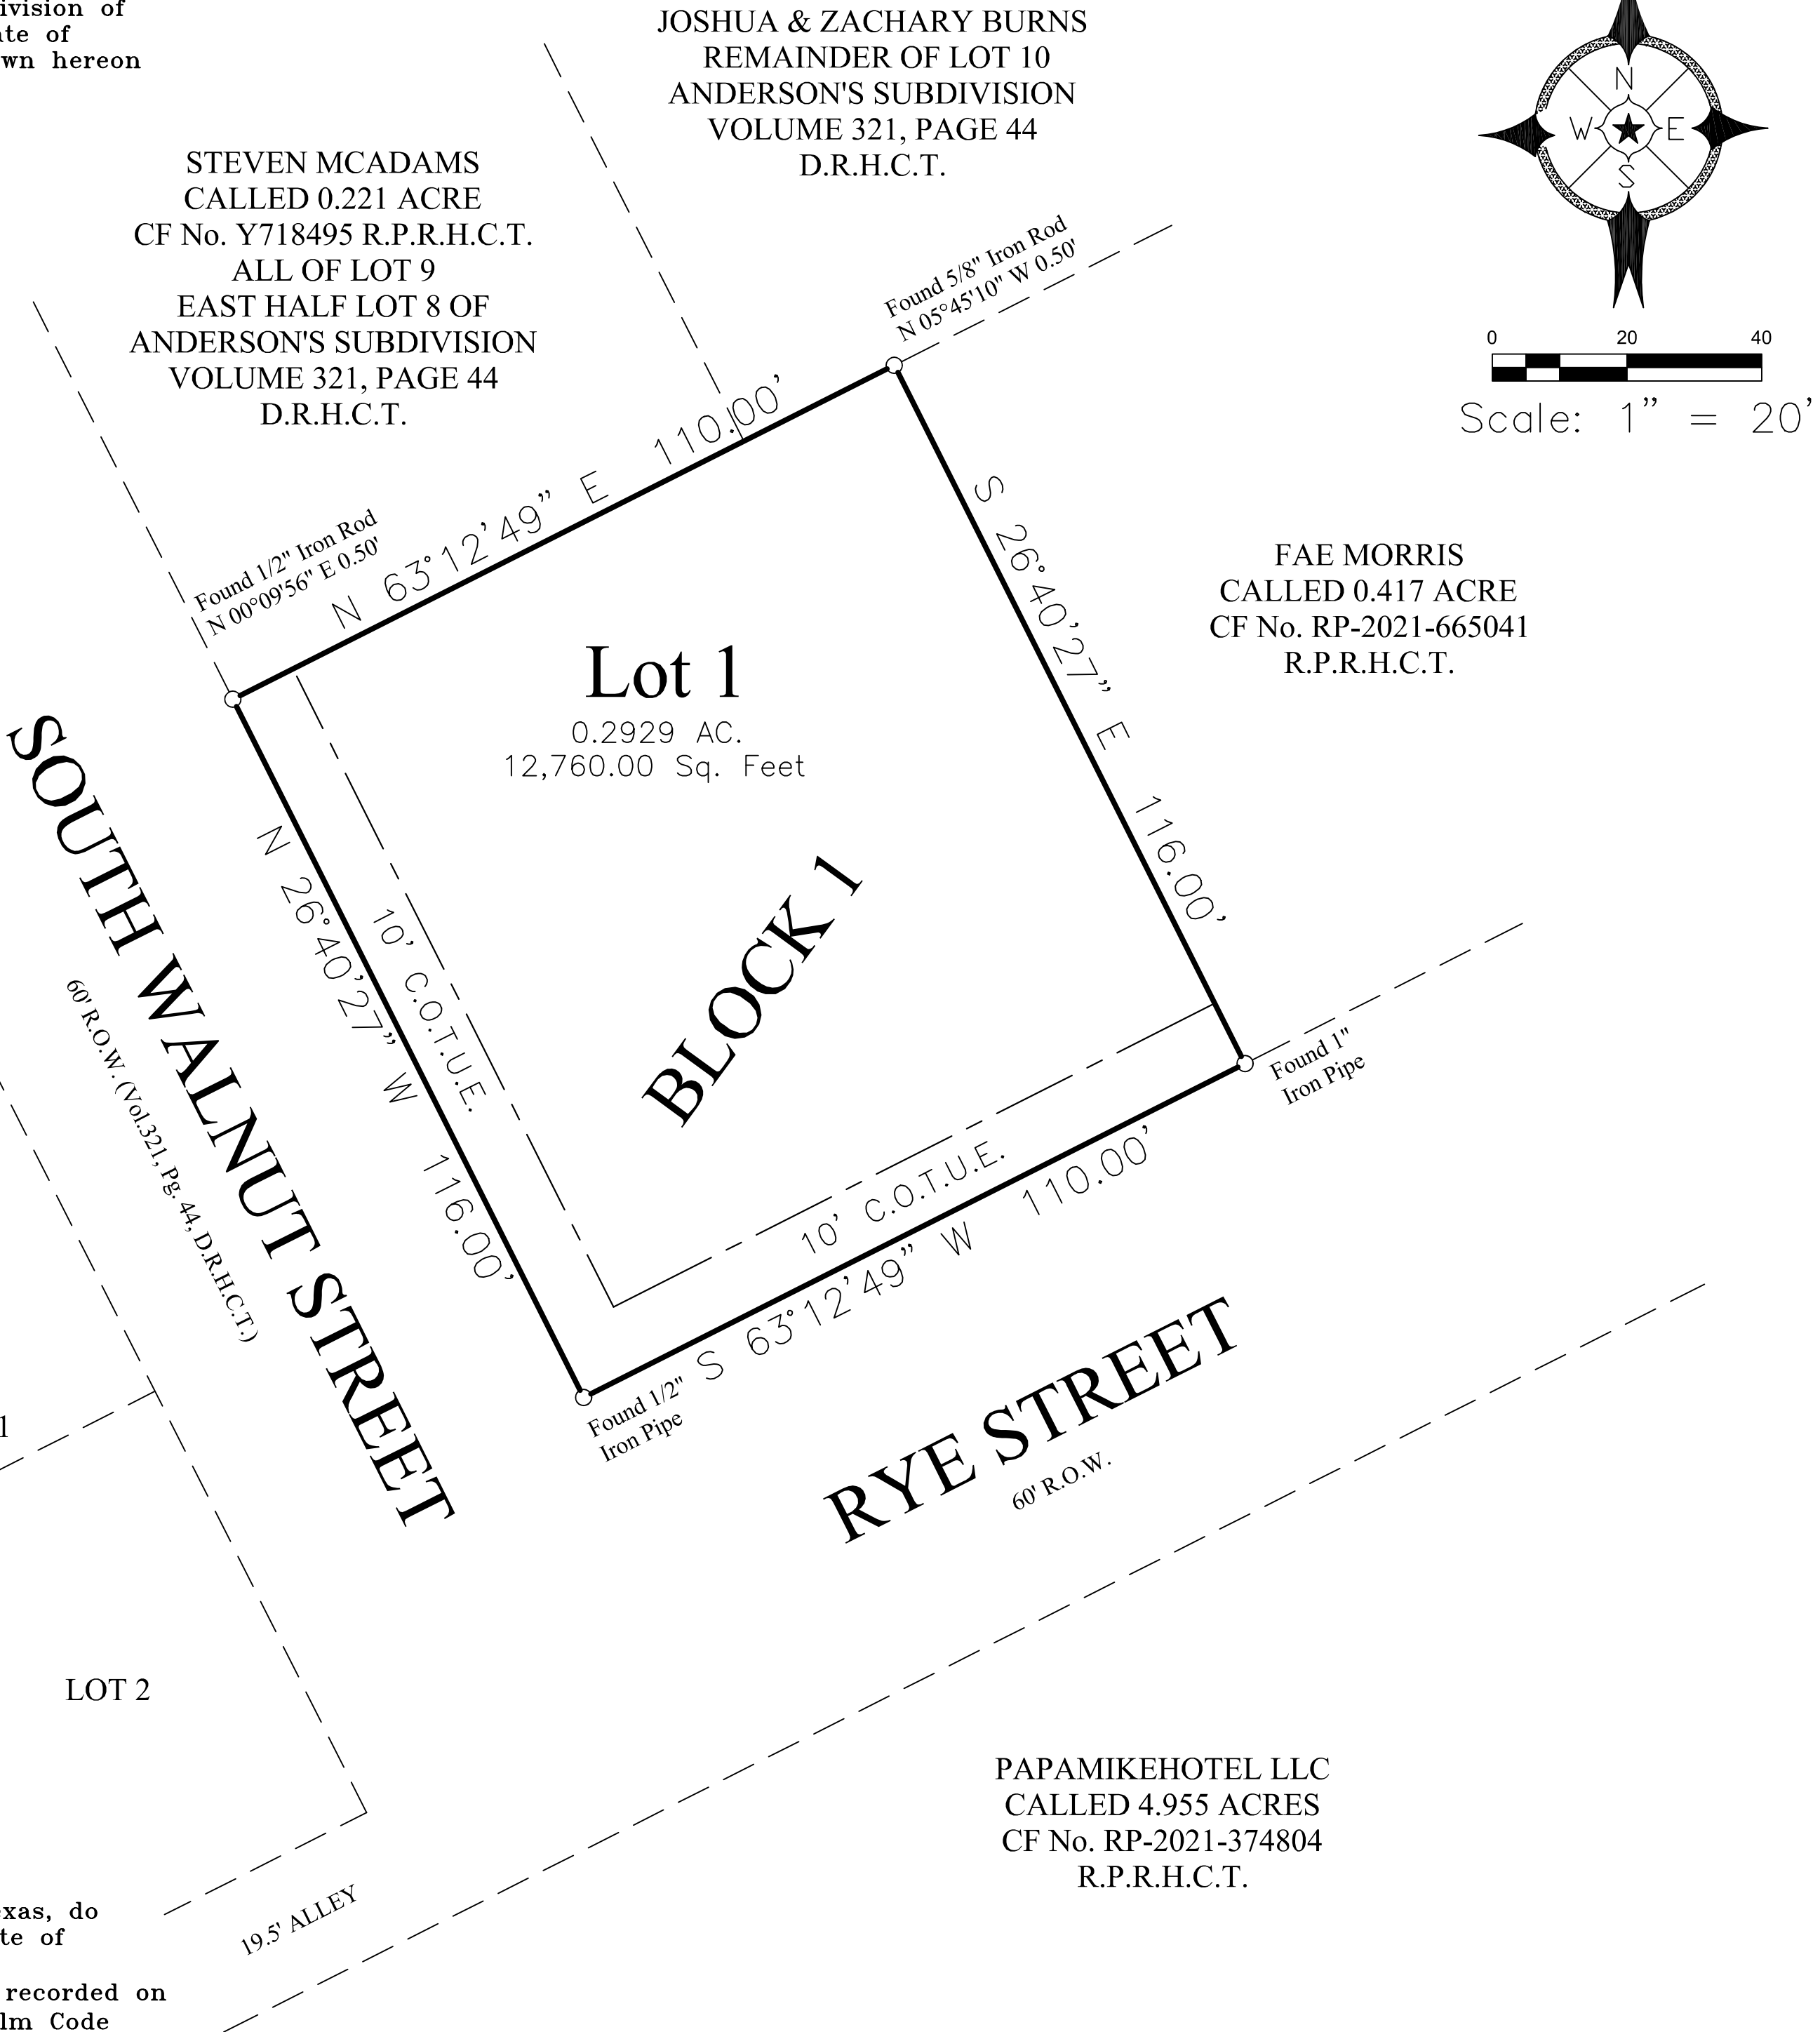 ivision of
ate of
wn hereon
JOSHUA & ZACHARY BURNS
REMAINDER OF LOT 10
ANDERSON'S SUBDIVISION
VOLUME 321, PAGE 44
D.R.H.C.T.
N
W
E
S
STEVEN MCADAMS
CALLED 0.221 ACRE
CF No. Y718495 R.P.R.H.C.T.
ALL OF LOT 9
EAST HALF LOT 8 OF
ANDERSON'S SUBDIVISION
VOLUME 321, PAGE 44
D.R.H.C.T.
Found 5/8" Iron Rod
N 05°45'10" W 0.50'
0 20 40
Scale: 1" = 20'
N 63°12'49" E 110.00'
Found 1/2" Iron Rod
N 00°09'56" E 0.50'
S 26°40'27" E 116.00'
FAE MORRIS
CALLED 0.417 ACRE
CF No. RP-2021-665041
R.P.R.H.C.T.
Lot 1
0.2929 AC.
12,760.00 Sq. Feet
BLOCK 1
SOUTH WALNUT STREET
60' R.O.W. (Vol.321, Pg. 44, D.R.H.C.T.)
N 26°40'27" W 116.00'
10' C.O.T.U.E.
Found 1"
Iron Pipe
10' C.O.T.U.E.
S 63°12'49" W 110.00'
Found 1/2"
Iron Pipe
RYE STREET
60' R.O.W.
1
LOT 2
PAPAMIKEHOTEL LLC
CALLED 4.955 ACRES
CF No. RP-2021-374804
R.P.R.H.C.T.
19.5' ALLEY
exas, do
te of
recorded on
lm Code